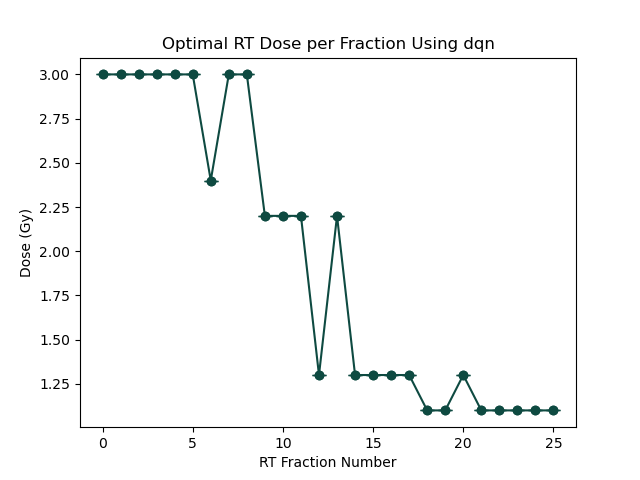 Optimal RT Dose per Fraction Using dqn
3.00
2.75
2.50
2.25
2.00
1.75
1.50
1.25
Dose (Gy)
0 5 10 15 20 25
RT Fraction Number